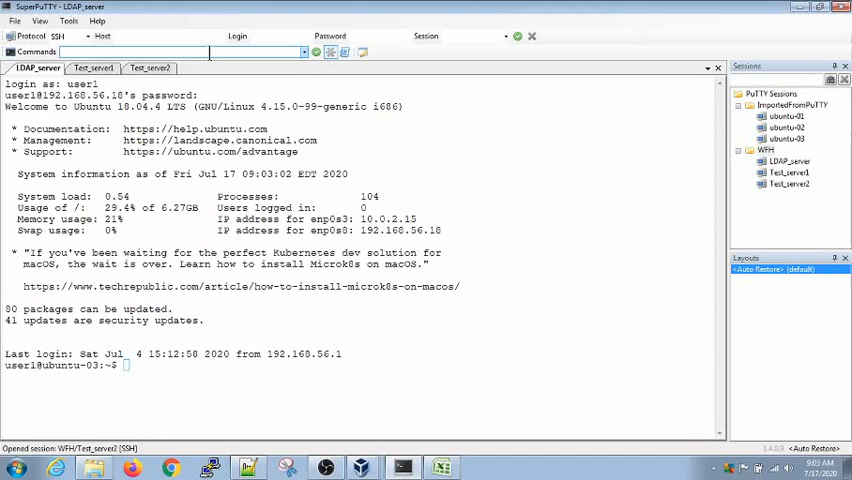 SuperPuTTY - LDAP_server
File View Tools Help
Protocol SSH Host Login Password Session
Commands
LDAP_server Test_server1 Test_server2
login as: user1
user1@192.168.56.18's password:
Welcome to Ubuntu 18.04.4 LTS (GNU/Linux 4.15.0-99-generic i686)
* Documentation: https://help.ubuntu.com
* Management: https://landscape.canonical.com
* Support: https://ubuntu.com/advantage
System information as of Fri Jul 17 09:03:02 EDT 2020
System load: 0.54 Processes: 104
Usage of /: 29.4% of 6.27GB Users logged in: 0
Memory usage: 21% IP address for enp0s3: 10.0.2.15
Swap usage: 0% IP address for enp0s8: 192.168.56.18
* "If you've been waiting for the perfect Kubernetes dev solution for
macOS, the wait is over. Learn how to install Microk8s on macOS."
https://www.techrepublic.com/article/how-to-install-microk8s-on-macos/
80 packages can be updated.
41 updates are security updates.
Last login: Sat Jul 4 15:12:58 2020 from 192.168.56.1
user1@ubuntu-03:~$
Sessions
PuTTY Sessions
ImportedFromPuTTY
ubuntu-01
ubuntu-02
ubuntu-03
WFH
LDAP_server
Test_server1
Test_server2
Layouts
<Auto Restore> (default)
Opened session: WFH/Test_server2 [SSH]
1.4.0.9 <Auto Restore>
9:03 AM
7/17/2020